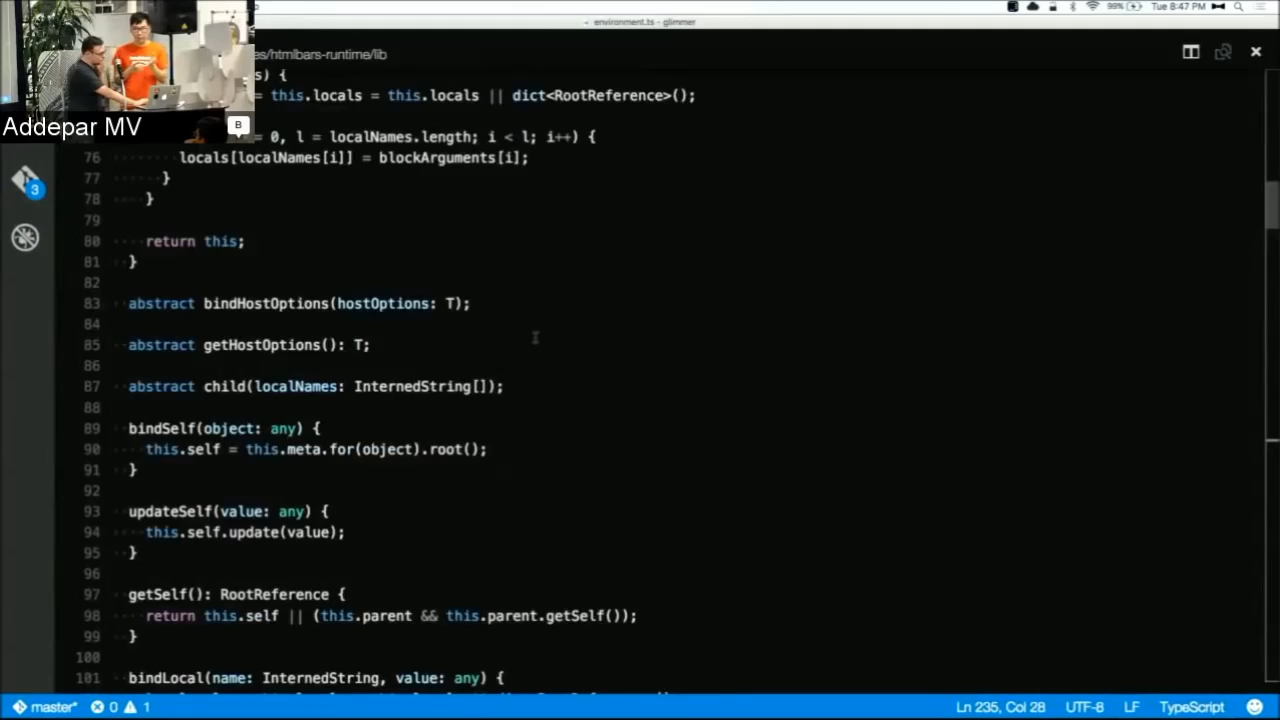 99% Tue 8:47 PM
environment.ts - glimmer
es/htmlbars-runtime/lib
s) {
= this.locals = this.locals || dict<RootReference>();
= 0, l = localNames.length; i < l; i++) {
76 locals[localNames[i]] = blockArguments[i];
77 }
78 }
79
80 return this;
81 }
82
83 abstract bindHostOptions(hostOptions: T);
84
85 abstract getHostOptions(): T;
86
87 abstract child(localNames: InternedString[]);
88
89 bindSelf(object: any) {
90 this.self = this.meta.for(object).root();
91 }
92
93 updateSelf(value: any) {
94 this.self.update(value);
95 }
96
97 getSelf(): RootReference {
98 return this.self || (this.parent && this.parent.getSelf());
99 }
100
101 bindLocal(name: InternedString, value: any) {
Addepar MV
B
3
master* 0 1 Ln 235, Col 28 UTF-8 LF TypeScript